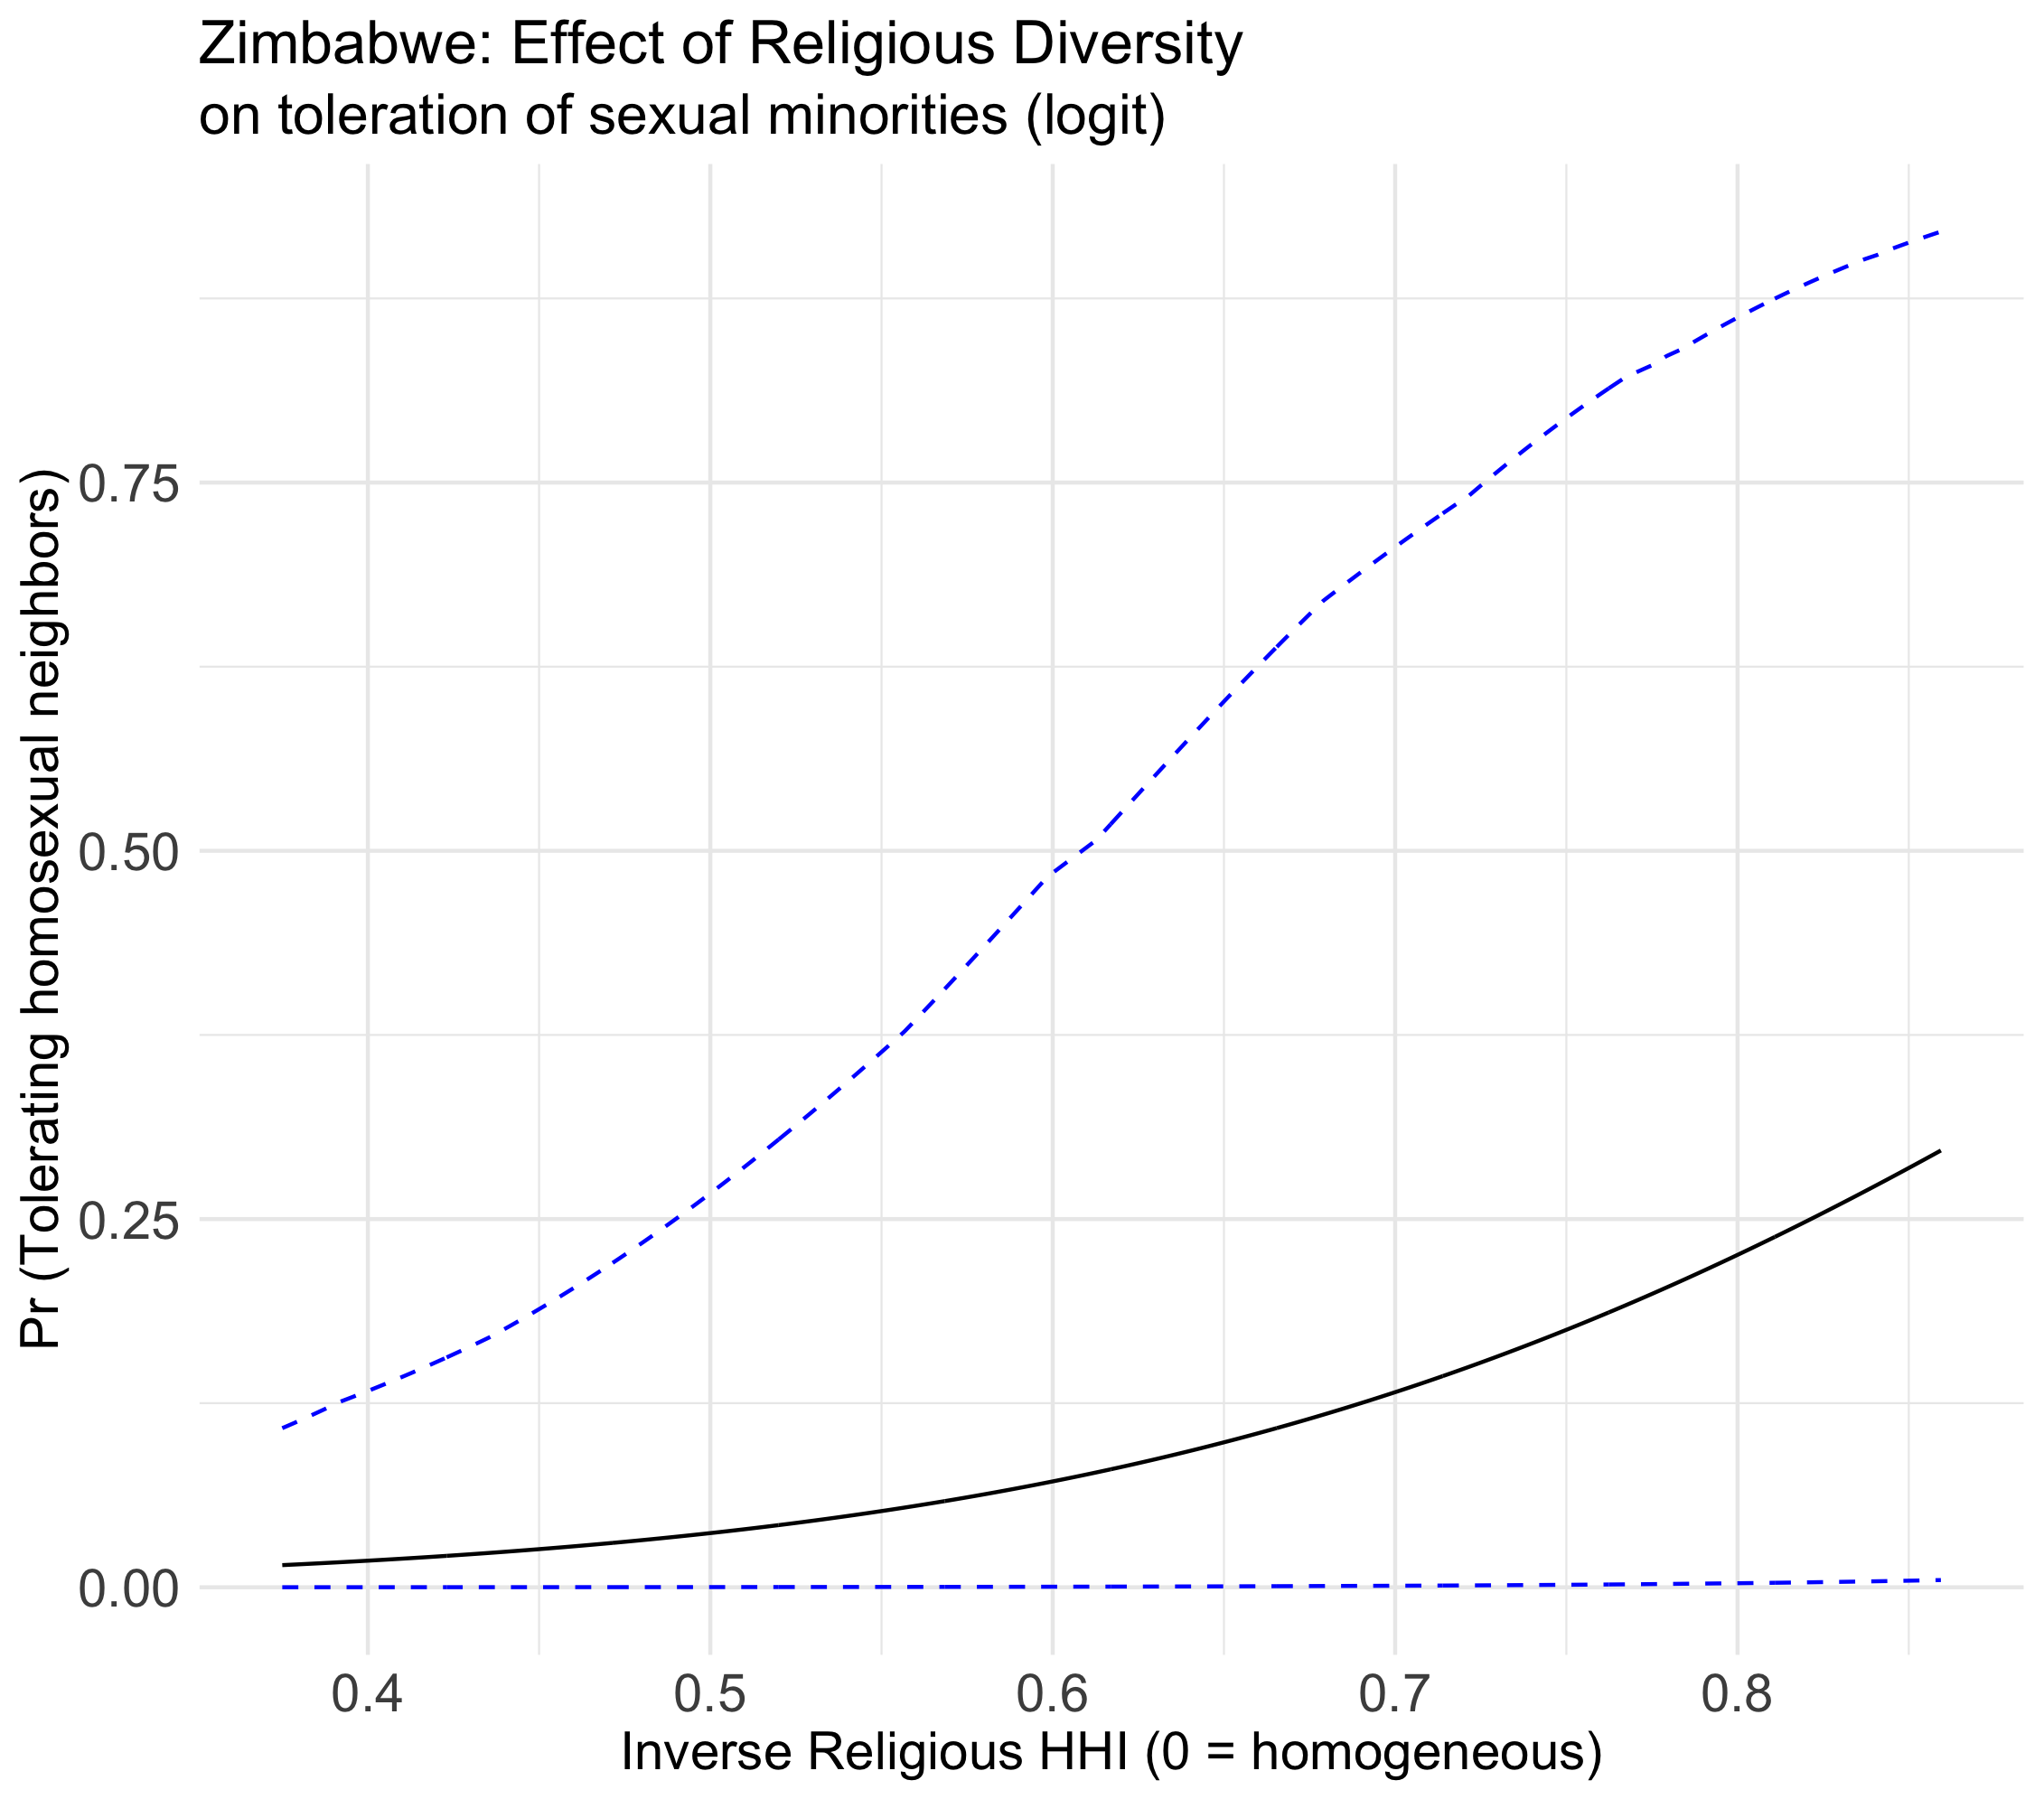 Zimbabwe: Effect of Religious Diversity
on toleration of sexual minorities (logit)
Pr (Tolerating homosexual neighbors)
0.75
0.50
0.25
0.00
0.4 0.5 0.6 0.7 0.8
Inverse Religious HHI (0 = homogeneous)